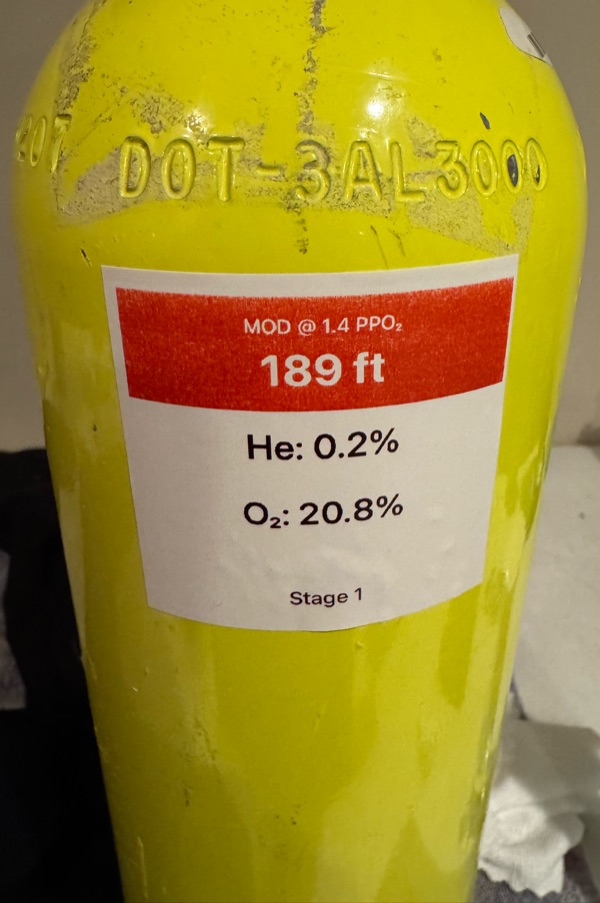 DOT-3AL3000
MOD @ 1.4 PPO₂
189 ft
He: 0.2%
O₂: 20.8%
Stage 1